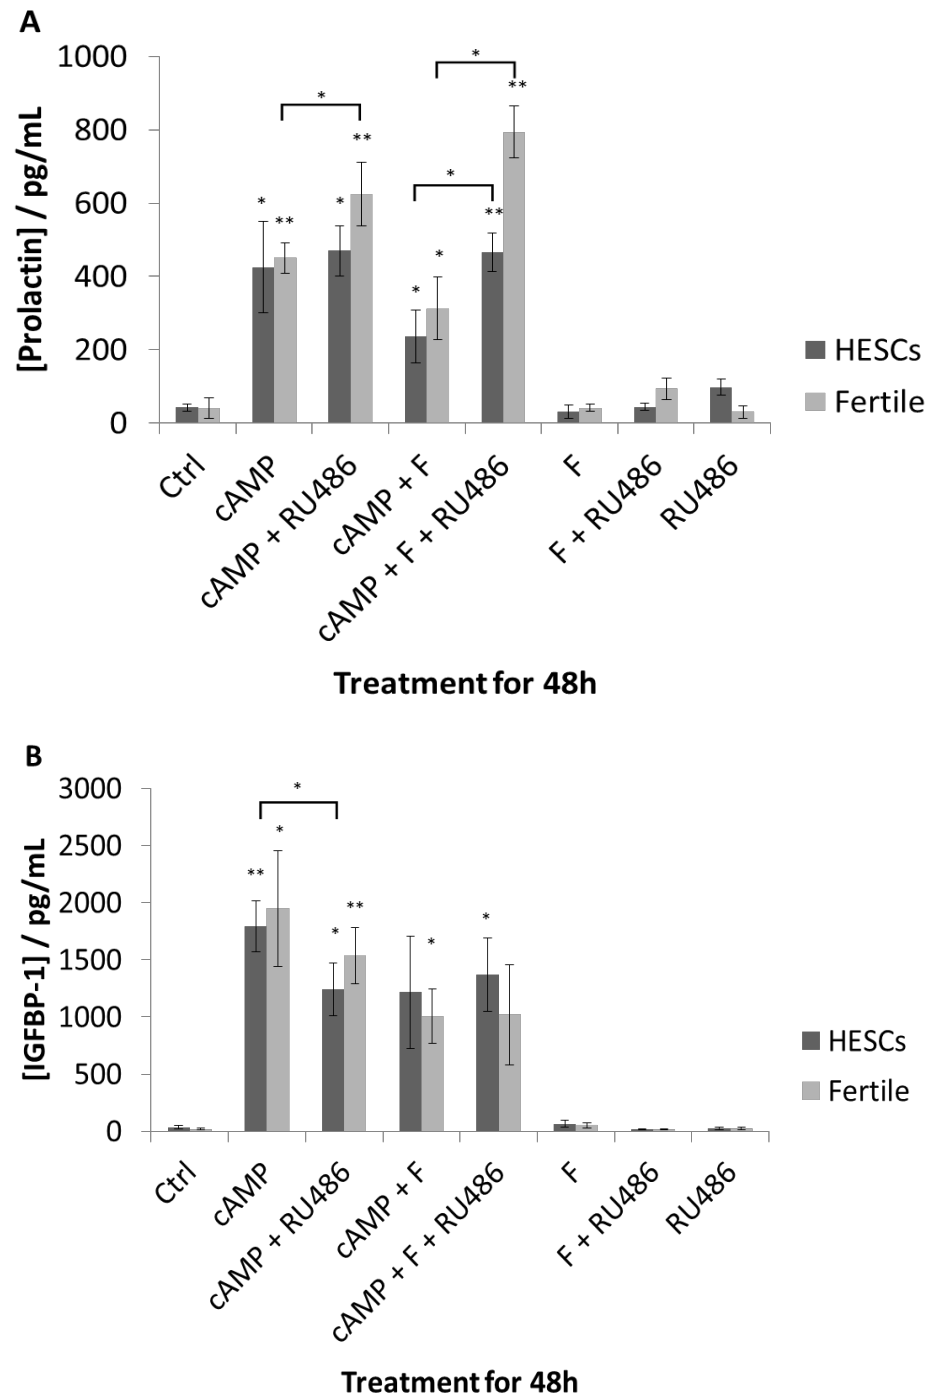 A
[Prolactin] / pg/mL
1000
800
600
400
200
0
*
*
*
*
**
*
**
*
*
**
**
Ctrl
cAMP
cAMP + RU486
cAMP + F
cAMP + F + RU486
F
F + RU486
RU486
HESCs
Fertile
Treatment for 48h
B
[IGFBP-1] / pg/mL
3000
2500
2000
1500
1000
500
0
*
**
*
*
**
*
*
Ctrl
cAMP
cAMP + RU486
cAMP + F
cAMP + F + RU486
F
F + RU486
RU486
HESCs
Fertile
Treatment for 48h